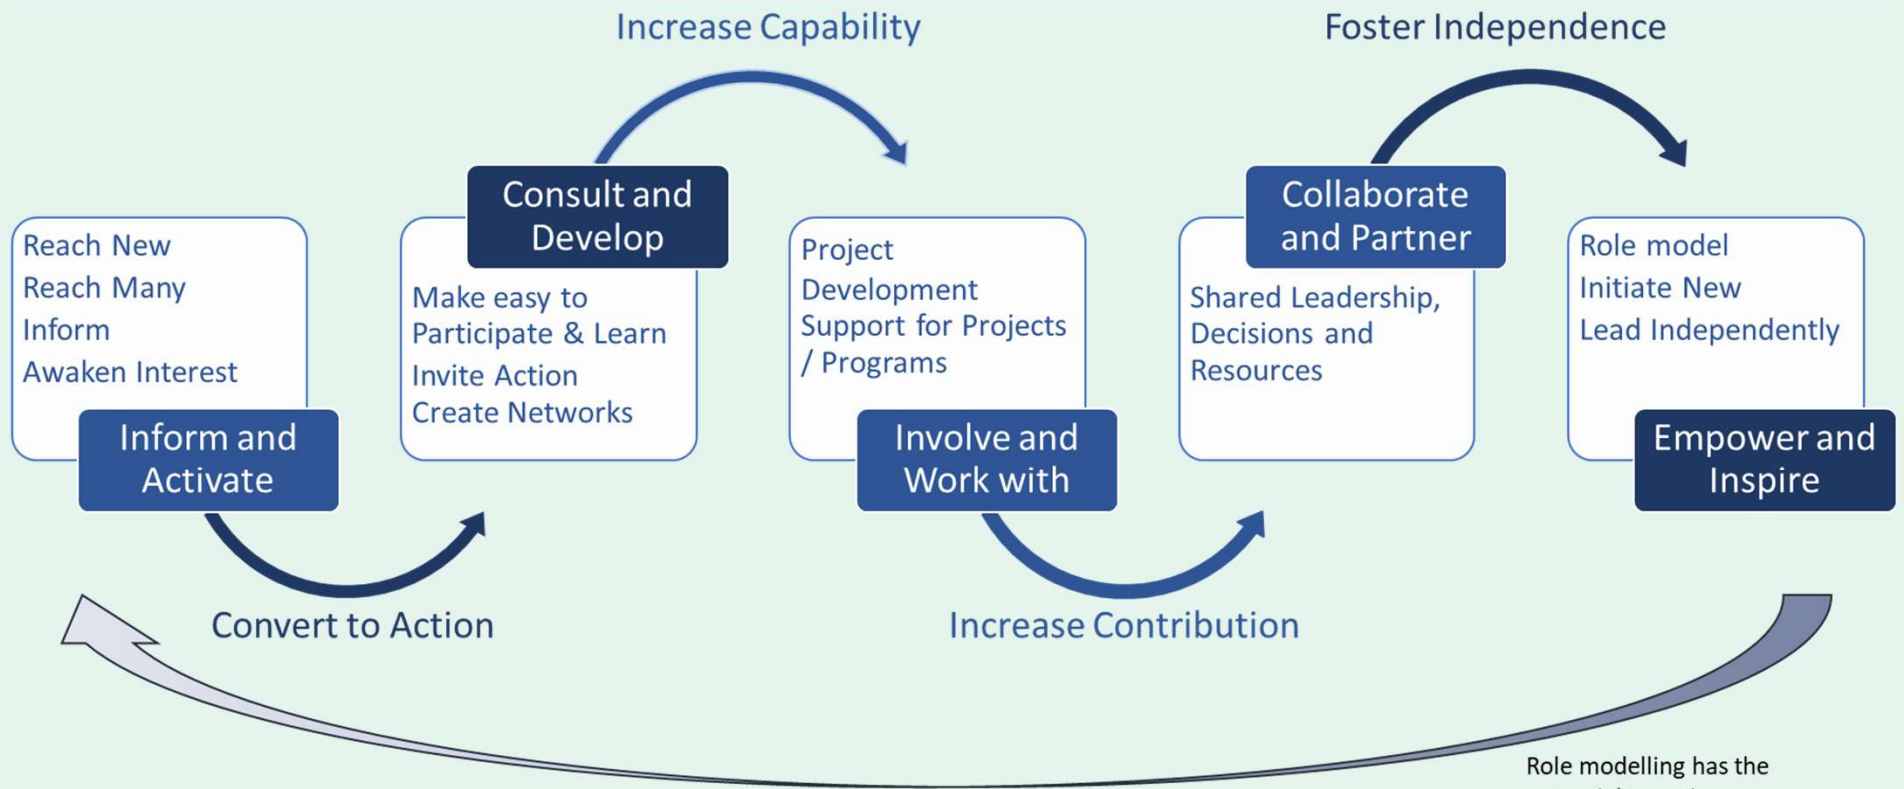 Increase Capability
Foster Independence
Consult and
Develop
Collaborate
and Partner
Reach New
Reach Many
Inform
Awaken Interest
Inform and
Activate
Make easy to
Participate & Learn
Invite Action
Create Networks
Project
Development
Support for Projects
/ Programs
Involve and
Work with
Shared Leadership,
Decisions and
Resources
Role model
Initiate New
Lead Independently
Empower and
Inspire
Convert to Action
Increase Contribution
Role modelling has the